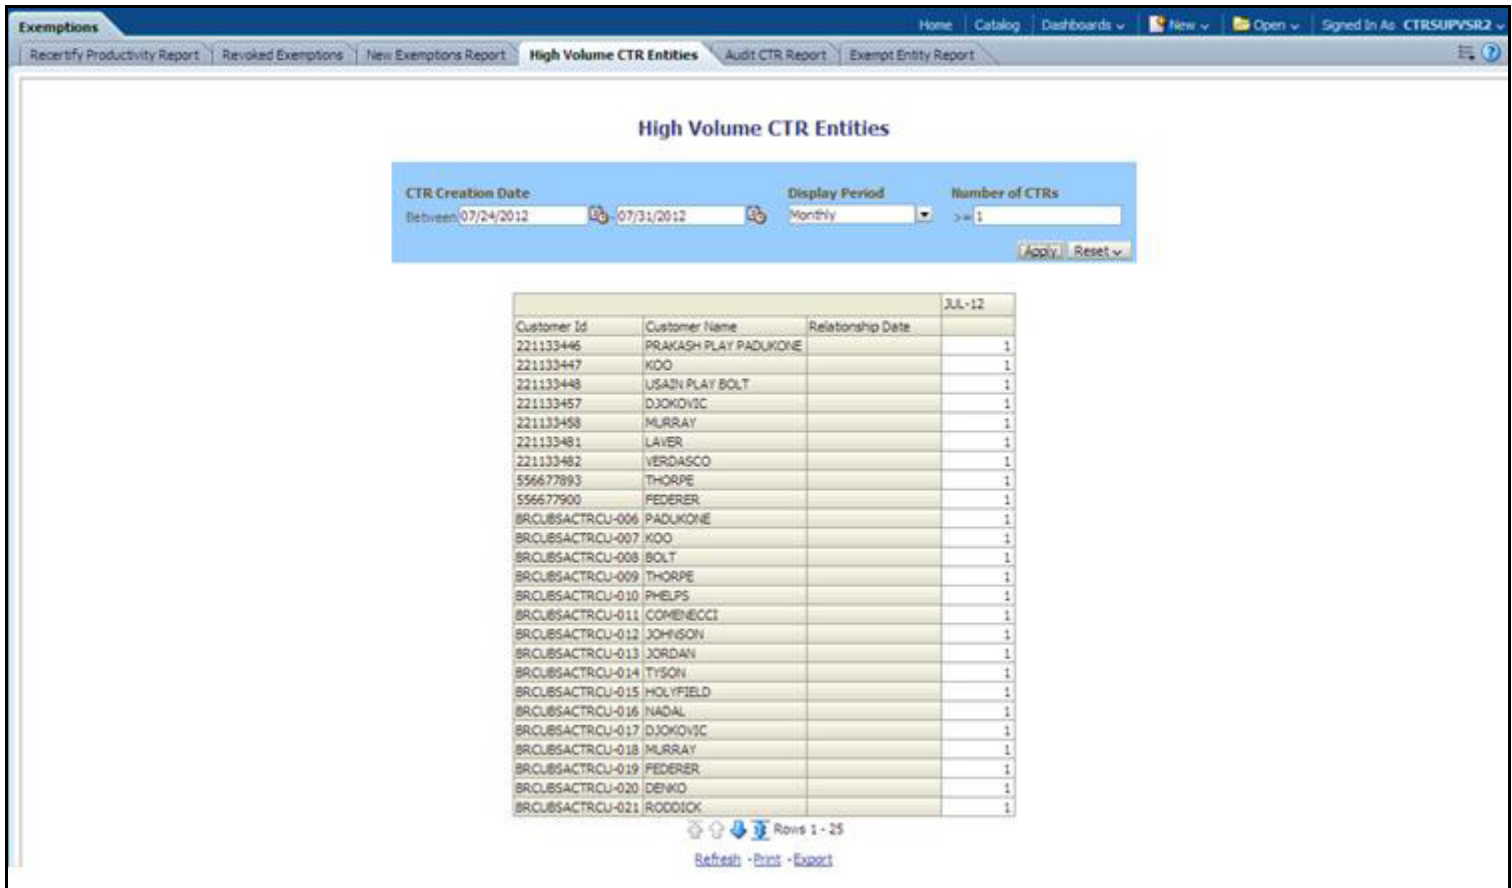 Exemptions Home Catalog Dashboards New Open Signed In As CTRSUPVSR2
Recertify Productivity Report Revoked Exemptions New Exemptions Report High Volume CTR Entities Audit CTR Report Exempt Entity Report
High Volume CTR Entities
CTR Creation Date Display Period Number of CTRs
Between 07/24/2012 - 07/31/2012 Monthly >= 1
Apply Reset
JUL-12
Customer Id Customer Name Relationship Date
221133446 PRAKASH PLAY PADUKONE 1
221133447 KOO 1
221133448 USAIN PLAY BOLT 1
221133457 DJOKOVIC 1
221133458 MURRAY 1
221133481 LAVER 1
221133482 VERDASCO 1
556677893 THORPE 1
556677900 FEDERER 1
BRCUBSACTRCU-006 PADUKONE 1
BRCUBSACTRCU-007 KOO 1
BRCUBSACTRCU-008 BOLT 1
BRCUBSACTRCU-009 THORPE 1
BRCUBSACTRCU-010 PHELPS 1
BRCUBSACTRCU-011 COMENECCI 1
BRCUBSACTRCU-012 JOHNSON 1
BRCUBSACTRCU-013 JORDAN 1
BRCUBSACTRCU-014 TYSON 1
BRCUBSACTRCU-015 HOLYFIELD 1
BRCUBSACTRCU-016 NADAL 1
BRCUBSACTRCU-017 DJOKOVIC 1
BRCUBSACTRCU-018 MURRAY 1
BRCUBSACTRCU-019 FEDERER 1
BRCUBSACTRCU-020 DENKO 1
BRCUBSACTRCU-021 RODDICK 1
Rows 1 - 25
Refresh - Print - Export